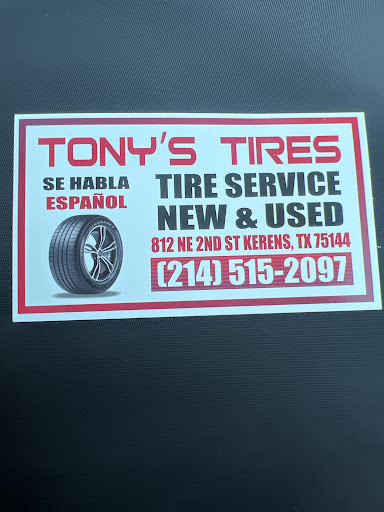 TONY'S TIRES
SE HABLA
ESPAÑOL
TIRE SERVICE
NEW & USED
812 NE 2ND ST KERENS, TX 75144
(214) 515-2097